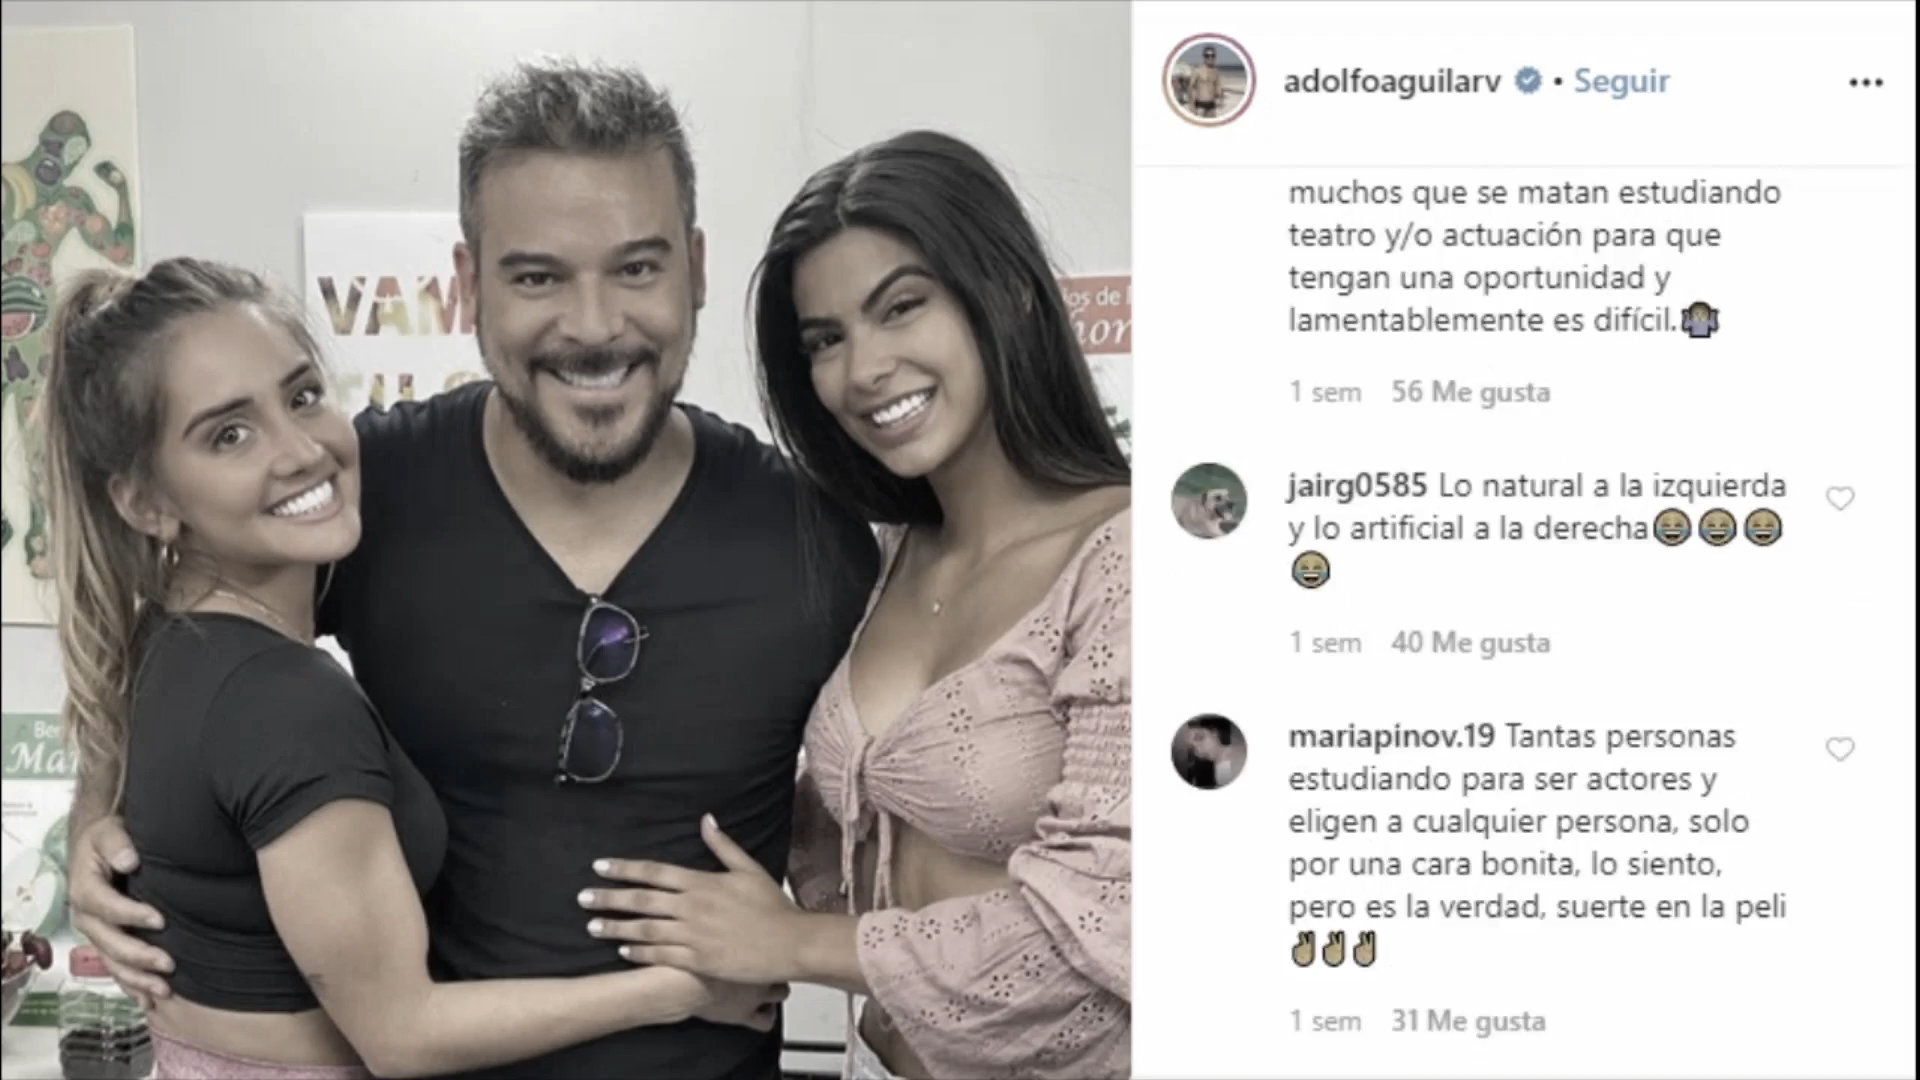 adolfoaguilarv • Seguir
muchos que se matan estudiando
teatro y/o actuación para que
tengan una oportunidad y
lamentablemente es difícil.🤷🏽‍♀️
1 sem 56 Me gusta
jairg0585 Lo natural a la izquierda
y lo artificial a la derecha😂😂😂
😂
1 sem 40 Me gusta
mariapinov.19 Tantas personas
estudiando para ser actores y
eligen a cualquier persona, solo
por una cara bonita, lo siento,
pero es la verdad, suerte en la peli
✌🏼✌🏼✌🏼
1 sem 31 Me gusta
VAM